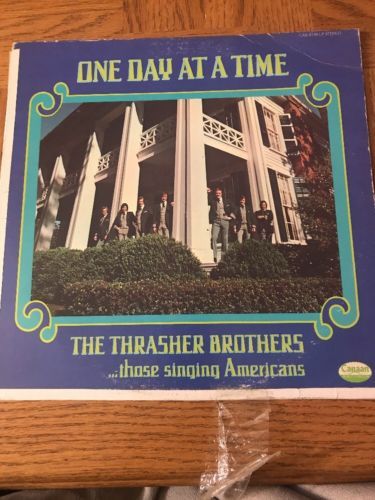 ONE DAY AT A TIME
THE THRASHER BROTHERS
...those singing Americans
Canaan